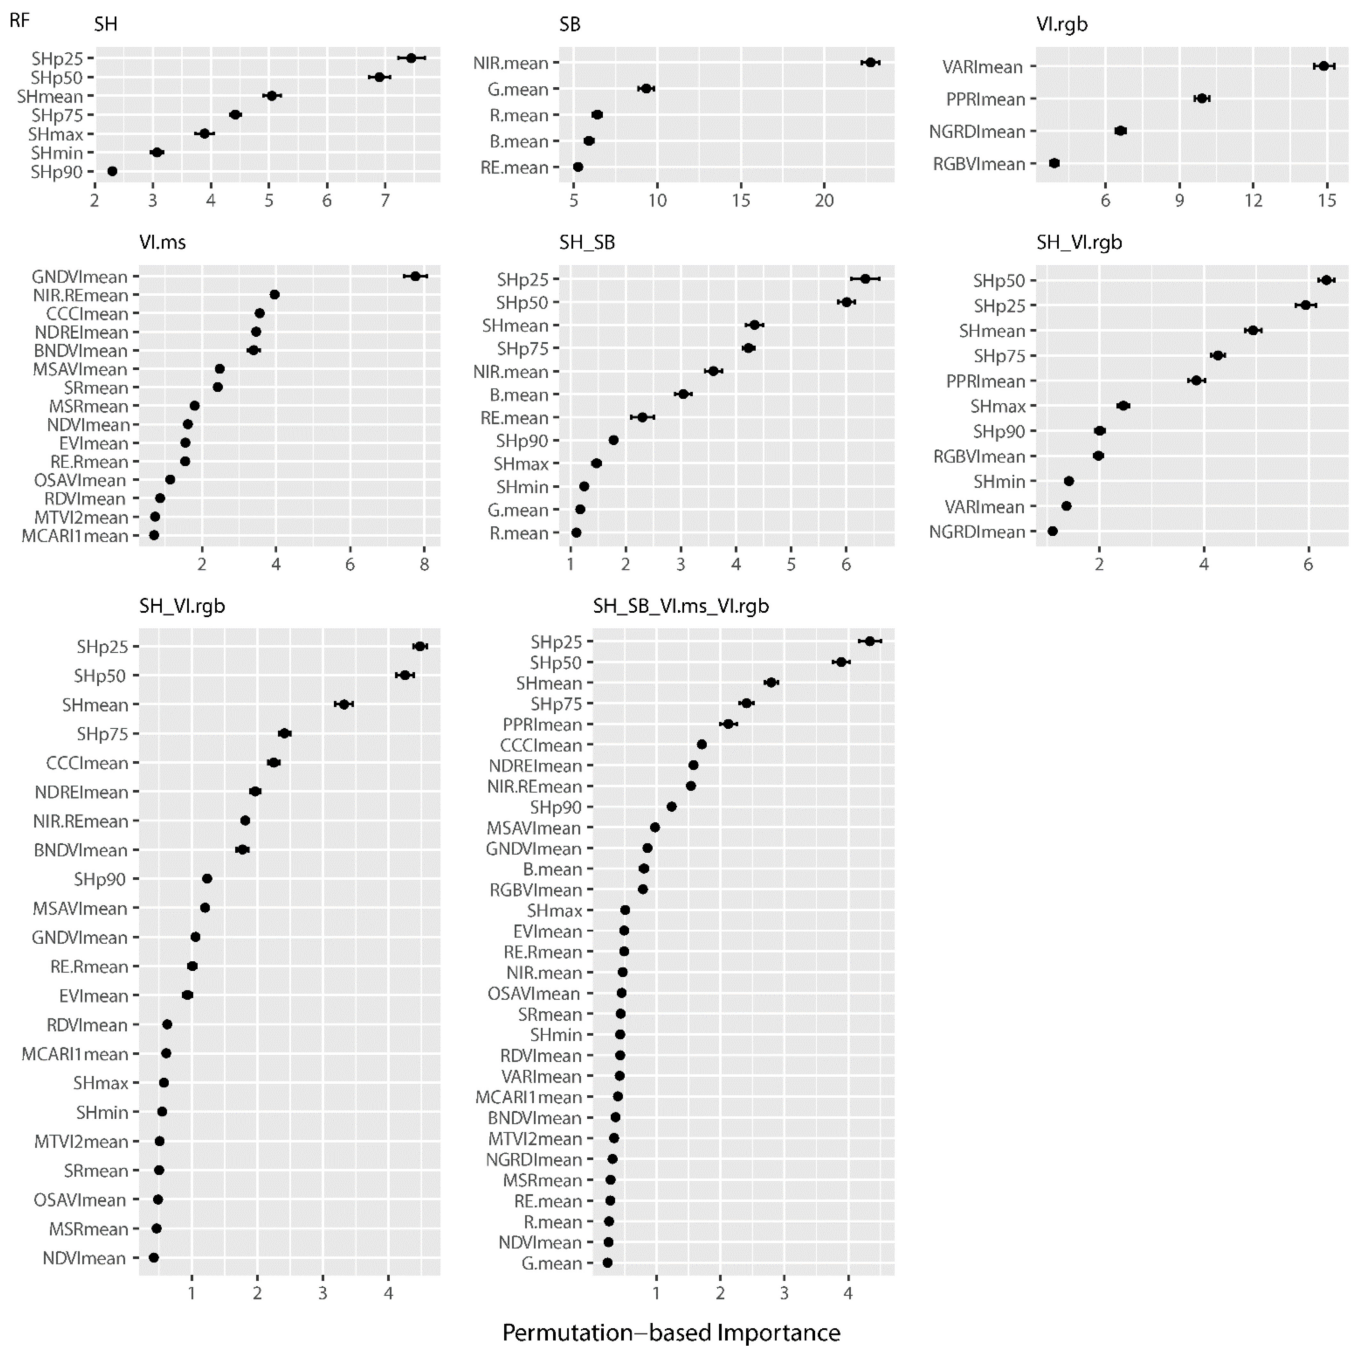 RF
SH
SHp25
SHp50
SHmean
SHp75
SHmax
SHmin
SHp90
2 3 4 5 6 7
SB
NIR.mean
G.mean
R.mean
B.mean
RE.mean
5 10 15 20
VI.rgb
VARImean
PPRImean
NGRDImean
RGBVImean
6 9 12 15
VI.ms
GNDVImean
NIR.REmean
CCCImean
NDREImean
BNDVImean
MSAVImean
SRmean
MSRmean
NDVImean
EVImean
RE.Rmean
OSAVImean
RDVImean
MTVI2mean
MCARI1mean
2 4 6 8
SH_SB
SHp25
SHp50
SHmean
SHp75
NIR.mean
B.mean
RE.mean
SHp90
SHmax
SHmin
G.mean
R.mean
1 2 3 4 5 6
SH_VI.rgb
SHp50
SHp25
SHmean
SHp75
PPRImean
SHmax
SHp90
RGBVImean
SHmin
VARImean
NGRDImean
2 4 6
SH_VI.rgb
SHp25
SHp50
SHmean
SHp75
CCCImean
NDREImean
NIR.REmean
BNDVImean
SHp90
MSAVImean
GNDVImean
RE.Rmean
EVImean
RDVImean
MCARI1mean
SHmax
SHmin
MTVI2mean
SRmean
OSAVImean
MSRmean
NDVImean
1 2 3 4
SH_SB_VI.ms_VI.rgb
SHp25
SHp50
SHmean
SHp75
PPRImean
CCCImean
NDREImean
NIR.REmean
SHp90
MSAVImean
GNDVImean
B.mean
RGBVImean
SHmax
EVImean
RE.Rmean
NIR.mean
OSAVImean
SRmean
SHmin
RDVImean
VARImean
MCARI1mean
BNDVImean
MTVI2mean
NGRDImean
MSRmean
RE.mean
R.mean
NDVImean
G.mean
1 2 3 4
Permutation−based Importance